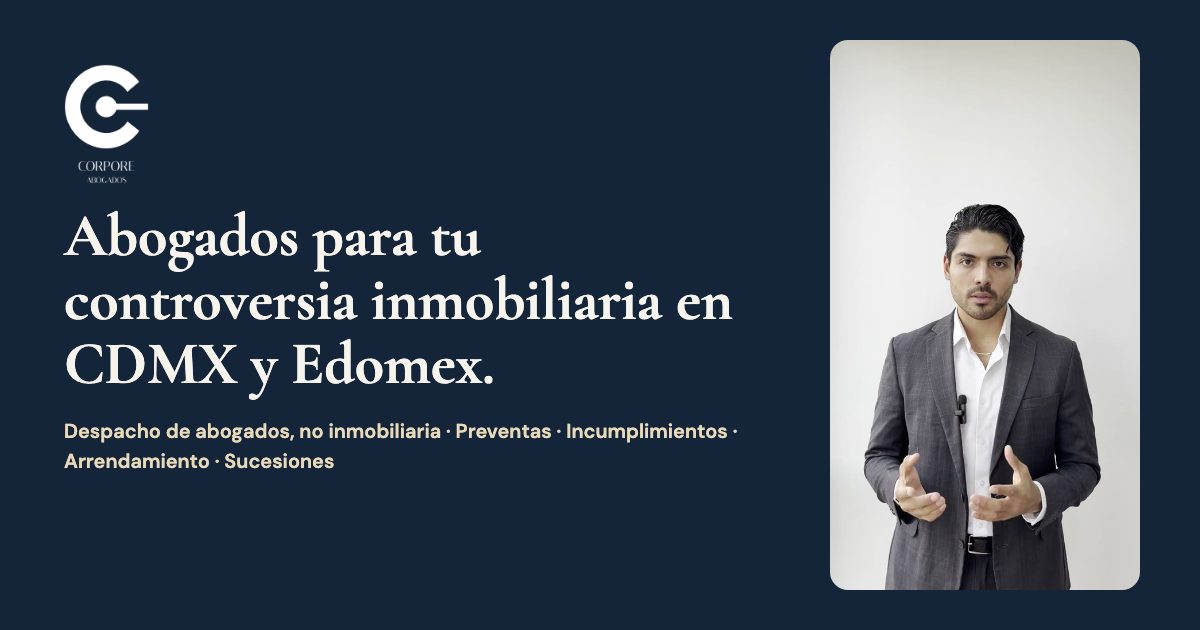 CORPORE
ABOGADOS
Abogados para tu
controversia inmobiliaria en
CDMX y Edomex.
Despacho de abogados, no inmobiliaria · Preventas · Incumplimientos ·
Arrendamiento · Sucesiones